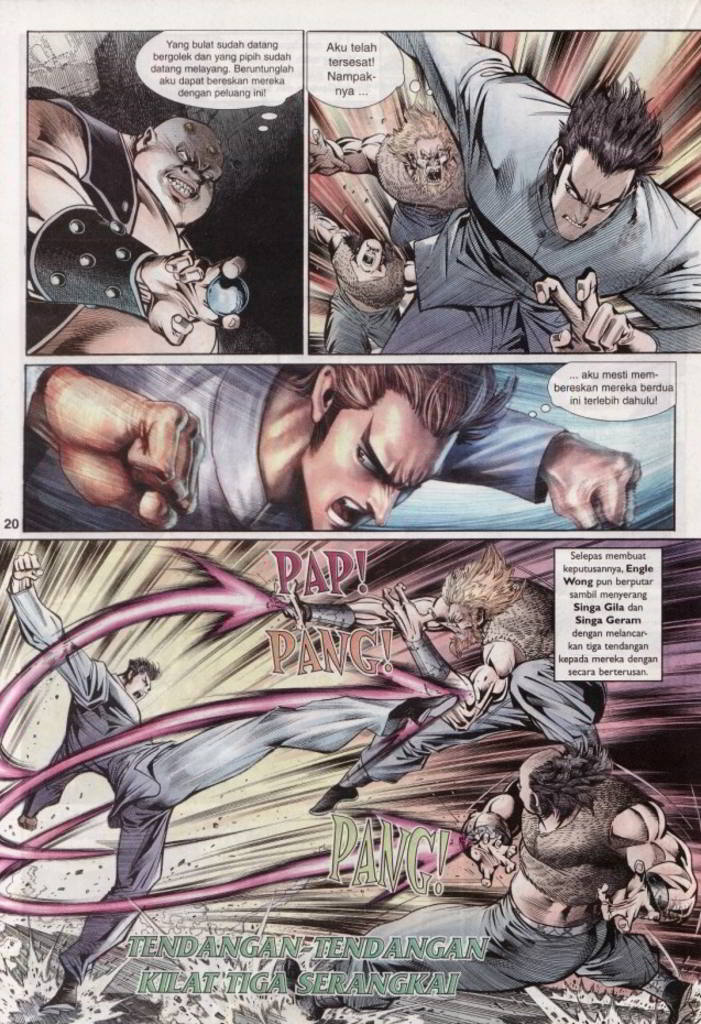 Yang bulat sudah datang
bergolek dan yang pipih sudah
datang melayang. Beruntunglah
aku dapat bereskan mereka
dengan peluang ini!
Aku telah
tersesat!
Nampak-
nya ...
... aku mesti mem-
bereskan mereka berdua
ini terlebih dahulu!
20
PAP!
PANG!
Selepas membuat
keputusannya, Engle
Wong pun berputar
sambil menyerang
Singa Gila dan
Singa Geram
dengan melancar-
kan tiga tendangan
kepada mereka dengan
secara berterusan.
PANG!
TENDANGAN-TENDANGAN
KILAT TIGA SERANGKAI